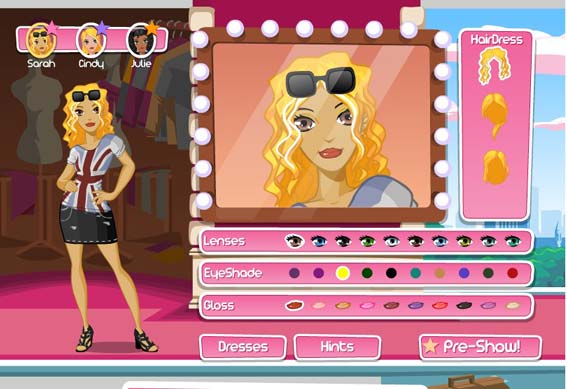 Sarah Cindy Julie
HairDress
Lenses
EyeShade
Gloss
Dresses Hints Pre-Show!